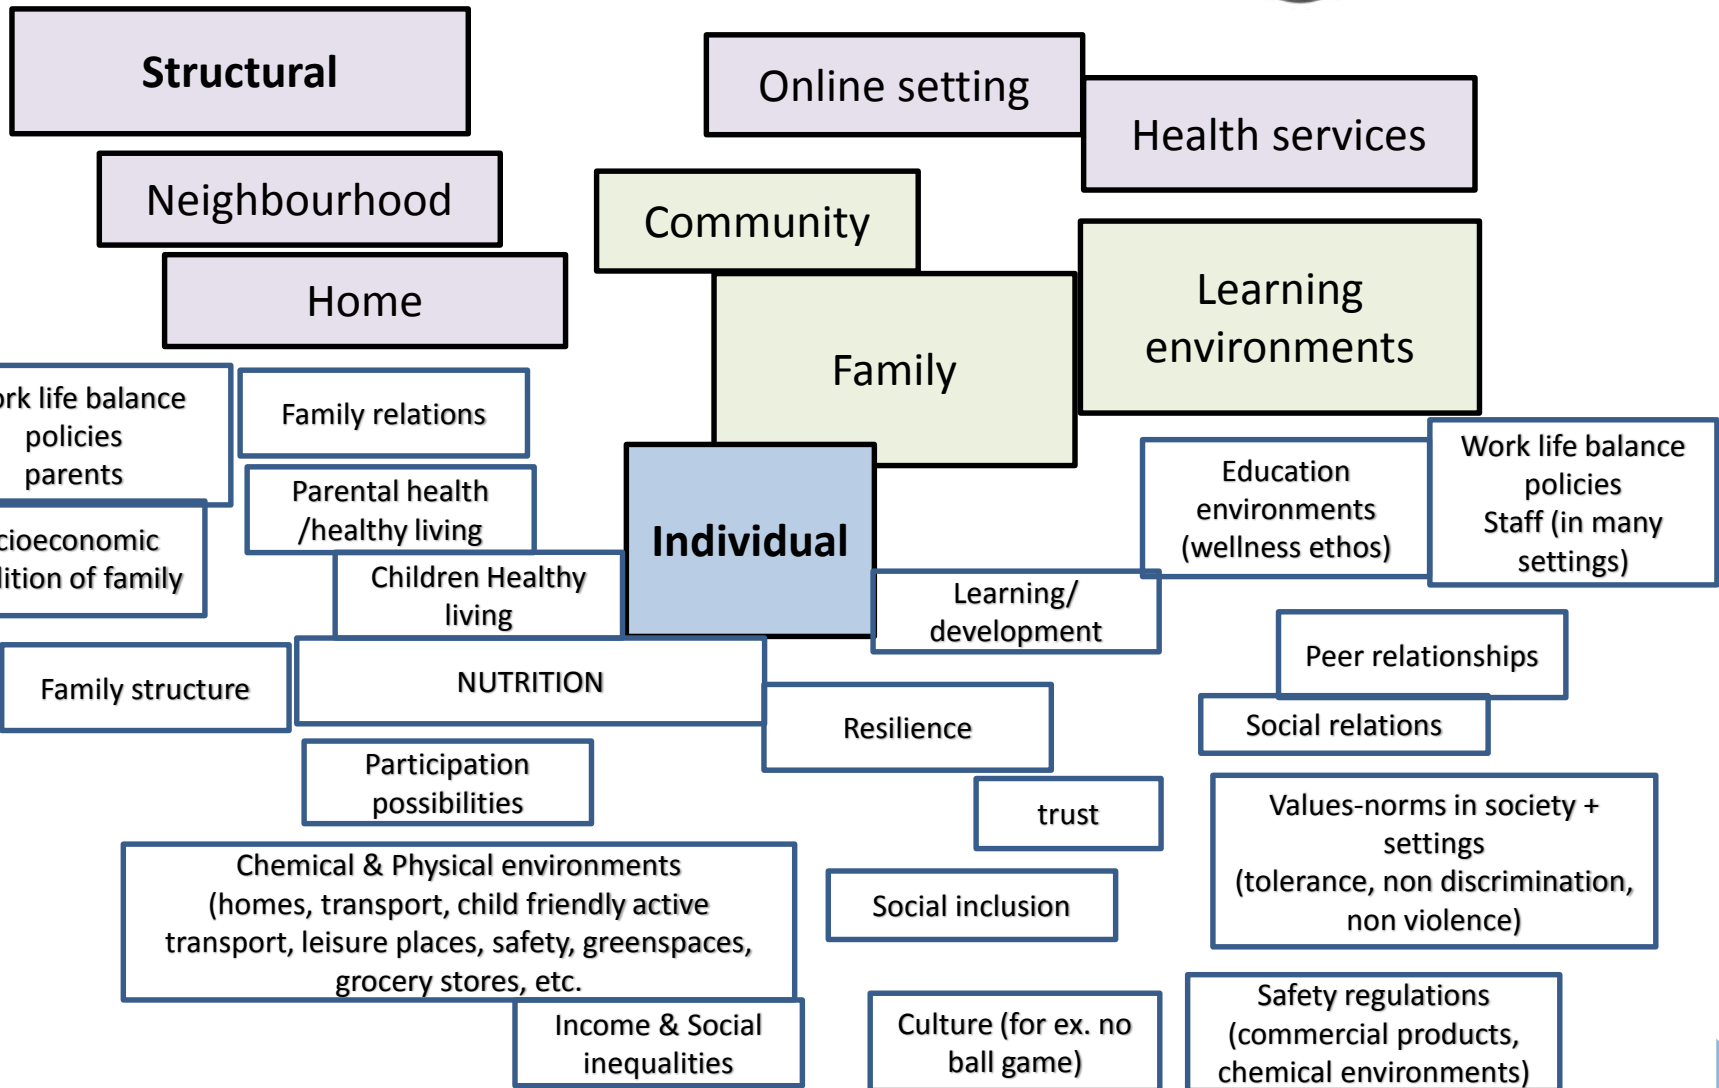 Structural
Online setting
Health services
Neighbourhood
Community
Home
Learning
environments
Family
life balance
policies
parents
Family relations
Parental health
/healthy living
Individual
Education
environments
(wellness ethos)
Work life balance
policies
Staff (in many
settings)
of family
Children Healthy
living
Learning/
development
Family structure
NUTRITION
Resilience
Peer relationships
Social relations
Participation
possibilities
trust
Values-norms in society +
settings
(tolerance, non discrimination,
non violence)
Chemical & Physical environments
(homes, transport, child friendly active
transport, leisure places, safety, greenspaces,
grocery stores, etc.
Social inclusion
Income & Social
inequalities
Culture (for ex. no
ball game)
Safety regulations
(commercial products,
chemical environments)